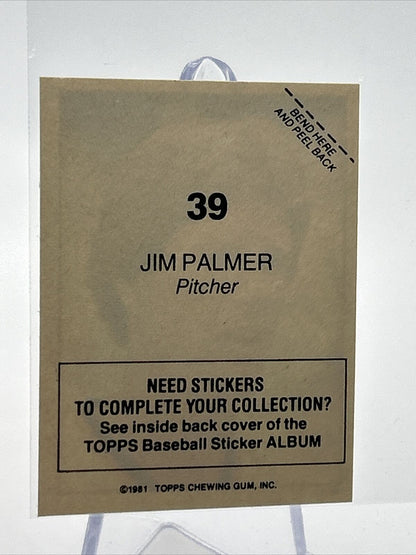 BEND HERE
AND PEEL BACK
39
JIM PALMER
Pitcher
NEED STICKERS
TO COMPLETE YOUR COLLECTION?
See inside back cover of the
TOPPS Baseball Sticker ALBUM
©1981 TOPPS CHEWING GUM, INC.